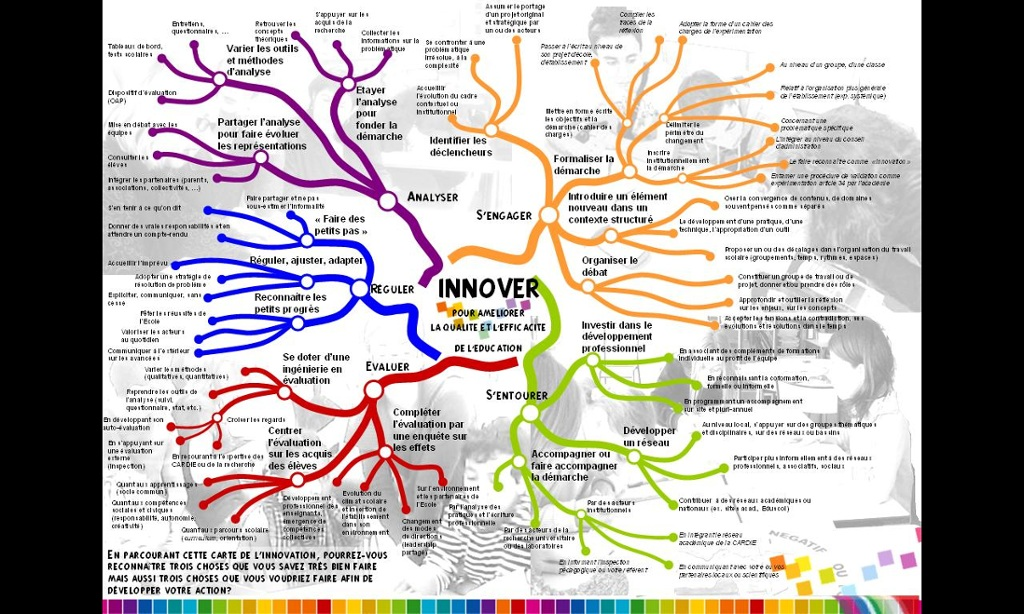 Entretiens,
questionnaires, ...
Tableaux de bord,
tests scolaires
Varier les outils
et méthodes
d'analyse
Dispositif d'évaluation
(OAP)
Retrouver les
concepts
théoriques
S'appuyer sur les
acquis de la
recherche
Collecter les
informations sur la
problématique
Etayer
l'analyse
pour
fonder la
démarche
Mise en débat avec les
équipes
Consulter les
élèves
Intégrer les partenaires (parents,
associations, collectivités, ...)
Partager l'analyse
pour faire évoluer
les représentations
ANALYSER
Assumer le portage
d'un projet original
et stratégique par
un ou des acteurs
Se confronter à une
problématique
irrésolue, à la
complexité
Accueillir
l'évolution du cadre
contextuel ou
institutionnel
Identifier les
déclencheurs
Passer à l'écrit au niveau de
son projet d'école,
d'établissement
Compiler les
traces de la
réflexion
Adopter la forme d'un cahier des
charges de l'expérimentation
Mettre en forme écrite
les objectifs et la
démarche (cahier des
charges)
Au niveau d'un groupe, d'une classe
Relatif à l'organisation plus générale
de l'établissement (exp. systémique)
Concernant une
problématique spécifique
Délimiter le
périmètre du
changement
L'intégrer au niveau du conseil
d'administration
Le faire reconnaître comme «innovation»
Entamer une procédure de validation comme
expérimentation article 34 par l'académie
Inscrire
institutionnellement
la démarche
Formaliser la
démarche
S'ENGAGER
Introduire un élément
nouveau dans un
contexte structuré
Oser la convergence de contenus, de domaines
souvent pensés comme séparés
Le développement d'une pratique, d'une
technique, l'appropriation d'un outil
Proposer un ou des décalages dans l'organisation du travail
scolaire (groupements, temps, rythmes, espaces)
Organiser le
débat
Constituer un groupe de travail ou de
projet, donner et/ou prendre des rôles
Approfondir et outiller la réflexion
sur les enjeux, sur les concepts
S'en tenir à ce qu'on dit
Donner des vraies responsabilités et en
attendre un compte-rendu
Faire partager et ne pas
sous-estimer l'informalité
« Faire des
petits pas »
Accueillir l'imprévu
Adopter une stratégie de
résolution de problème
Expliciter, communiquer, sans
cesse
Réguler, ajuster, adapter
RÉGULER
Fêter les réussites de
l'Ecole
Valoriser les acteurs
au quotidien
Communiquer à l'extérieur
sur les avancées
Reconnaître les
petits progrès
INNOVER
POUR AMELIORER
LA QUALITE ET L'EFFICACITE
DE L'EDUCATION
EVALUER
Se doter d'une
ingénierie en
évaluation
Varier les méthodes
(qualitatives, quantitatives)
Reprendre les outils de
l'analyse (suivi,
questionnaire, stat, etc.)
Croiser les regards
En développant son
auto-évaluation
En s'appuyant sur
une évaluation
externe
(inspection)
En recourant à l'expertise des
CARDIE ou de la recherche
Centrer
l'évaluation
sur les acquis
des élèves
Quant aux apprentissages
(socle commun)
Quant aux compétences
sociales et civiques
(responsabilité, autonomie,
créativité)
Quant au parcours scolaire
(curriculum, orientation)
Compléter
l'évaluation par
une enquête sur
les effets
Développement
professionnel des
enseignants,
émergence de
compétences
collectives
Evolution du
climat scolaire
et insertion de
l'établissement
dans son
environnement
Changement
des modes
de direction
(leadership
partagé)
Sur l'environnement
et les partenaires de
l'Ecole
S'ENTOURER
Investir dans le
développement
professionnel
En associant des compléments de formations
individuelle au profit de l'équipe
En reconnaissant la coformation,
formelle ou informelle
En programmant un accompagnement
sur site et pluri-annuel
Développer
un réseau
Au niveau local, s'appuyer sur des groupes thématiques
et disciplinaires, sur des réseaux ou bassins
Participer plus informellement à des réseaux
professionnels, associatifs, sociaux
Contribuer à des réseaux académiques ou
nationaux (ex. sites acad, Eduscol)
Accompagner ou
faire accompagner
la démarche
Par l'analyse des
pratiques et l'écriture
professionnelle
Par des acteurs de la
recherche universitaire
ou des laboratoires
Par des acteurs
institutionnels
En intégrant le réseau
académique de la CARDIE
En informant l'inspection
pédagogique ou votre référent
En communiquant avec votre ou vos
partenaires locaux ou scientifiques
NEGATIF
OU
EN PARCOURANT CETTE CARTE DE L'INNOVATION, POURREZ-VOUS
RECONNAÎTRE TROIS CHOSES QUE VOUS SAVEZ TRÈS BIEN FAIRE
MAIS AUSSI TROIS CHOSES QUE VOUS VOUDRIEZ FAIRE AFIN DE
DÉVELOPPER VOTRE ACTION?